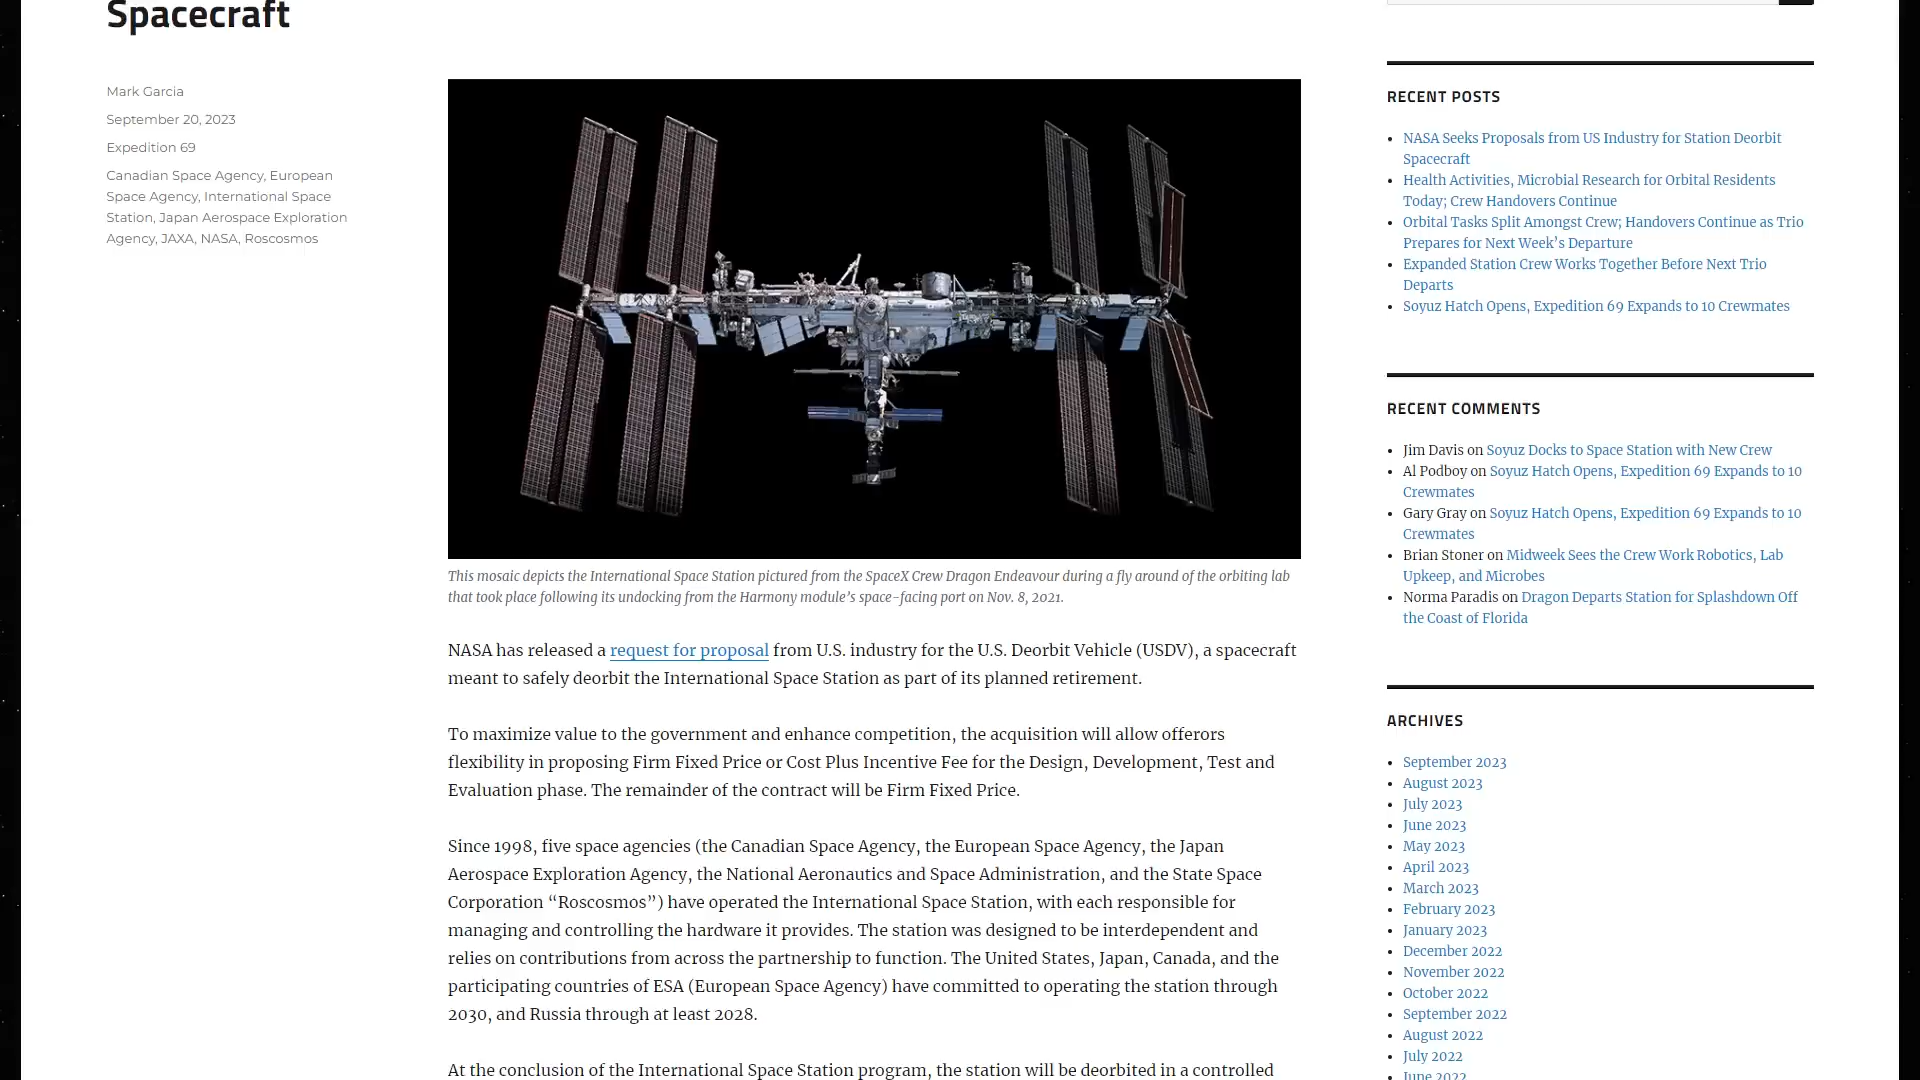 Spacecraft
Mark Garcia
September 20, 2023
Expedition 69
Canadian Space Agency, European
Space Agency, International Space
Station, Japan Aerospace Exploration
Agency, JAXA, NASA, Roscosmos
This mosaic depicts the International Space Station pictured from the SpaceX Crew Dragon Endeavour during a fly around of the orbiting lab
that took place following its undocking from the Harmony module’s space-facing port on Nov. 8, 2021.
NASA has released a request for proposal from U.S. industry for the U.S. Deorbit Vehicle (USDV), a spacecraft
meant to safely deorbit the International Space Station as part of its planned retirement.
To maximize value to the government and enhance competition, the acquisition will allow offerors
flexibility in proposing Firm Fixed Price or Cost Plus Incentive Fee for the Design, Development, Test and
Evaluation phase. The remainder of the contract will be Firm Fixed Price.
Since 1998, five space agencies (the Canadian Space Agency, the European Space Agency, the Japan
Aerospace Exploration Agency, the National Aeronautics and Space Administration, and the State Space
Corporation “Roscosmos”) have operated the International Space Station, with each responsible for
managing and controlling the hardware it provides. The station was designed to be interdependent and
relies on contributions from across the partnership to function. The United States, Japan, Canada, and the
participating countries of ESA (European Space Agency) have committed to operating the station through
2030, and Russia through at least 2028.
At the conclusion of the International Space Station program, the station will be deorbited in a controlled
RECENT POSTS
NASA Seeks Proposals from US Industry for Station Deorbit
Spacecraft
Health Activities, Microbial Research for Orbital Residents
Today; Crew Handovers Continue
Orbital Tasks Split Amongst Crew; Handovers Continue as Trio
Prepares for Next Week’s Departure
Expanded Station Crew Works Together Before Next Trio
Departs
Soyuz Hatch Opens, Expedition 69 Expands to 10 Crewmates
RECENT COMMENTS
Jim Davis on Soyuz Docks to Space Station with New Crew
Al Podboy on Soyuz Hatch Opens, Expedition 69 Expands to 10
Crewmates
Gary Gray on Soyuz Hatch Opens, Expedition 69 Expands to 10
Crewmates
Brian Stoner on Midweek Sees the Crew Work Robotics, Lab
Upkeep, and Microbes
Norma Paradis on Dragon Departs Station for Splashdown Off
the Coast of Florida
ARCHIVES
September 2023
August 2023
July 2023
June 2023
May 2023
April 2023
March 2023
February 2023
January 2023
December 2022
November 2022
October 2022
September 2022
August 2022
July 2022
June 2022